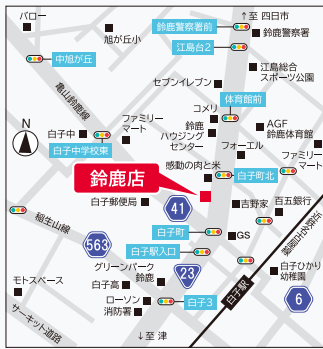 バロー
旭が丘小
中旭が丘
鈴鹿警察署前
↑至 四日市
鈴鹿警察署
江島台2
江島総合
スポーツ公園
セブンイレブン
体育館前
コメリ
鈴鹿
ハウジング
センター
AGF
鈴鹿体育館
亀山鈴鹿線
ファミリー
マート
白子中
白子中学校東
フォーエル
ファミリー
マート
感動の肉と米
白子町北
鈴鹿店
N
白子郵便局
41
吉野家
百五銀行
稲生山線
白子町
563
白子駅入口
GS
近鉄名古屋線
グリーンパーク
鈴鹿
23
白子ひかり
幼稚園
モトスペース
白子高
ローソン
消防署
白子3
白子駅
6
サーキット道路
↓至 津